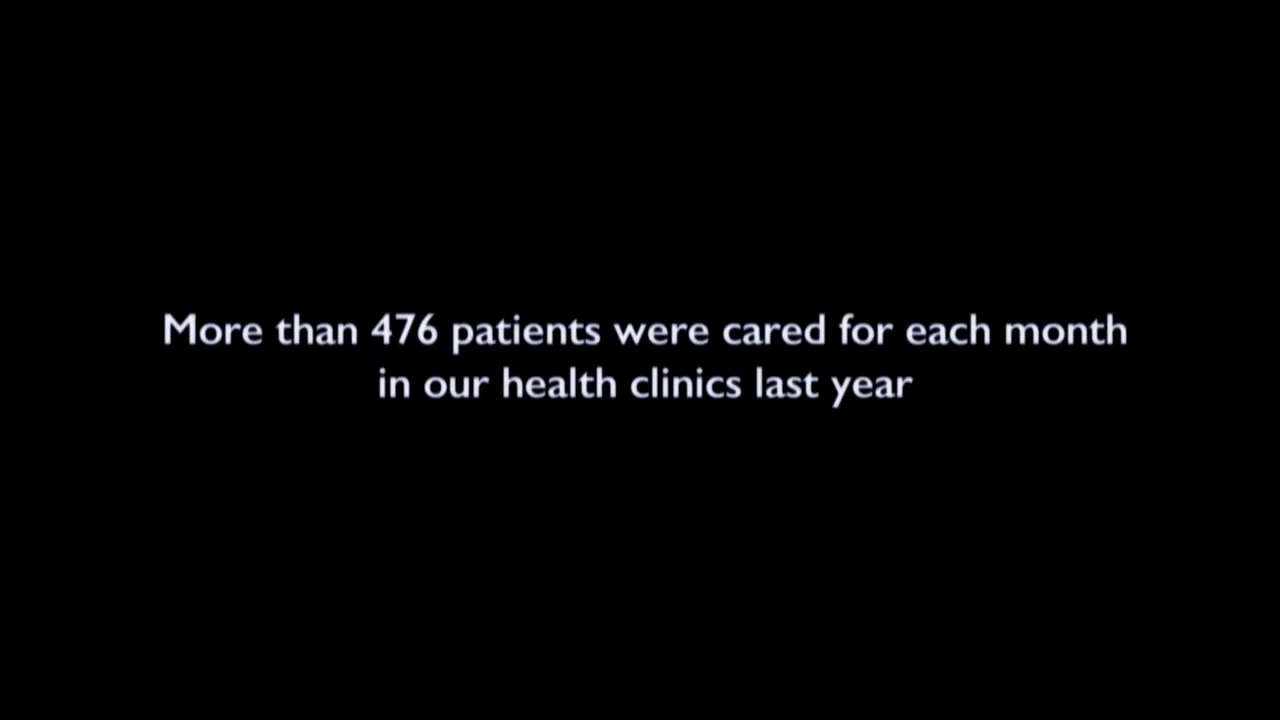 More than 476 patients were cared for each month
in our health clinics last year